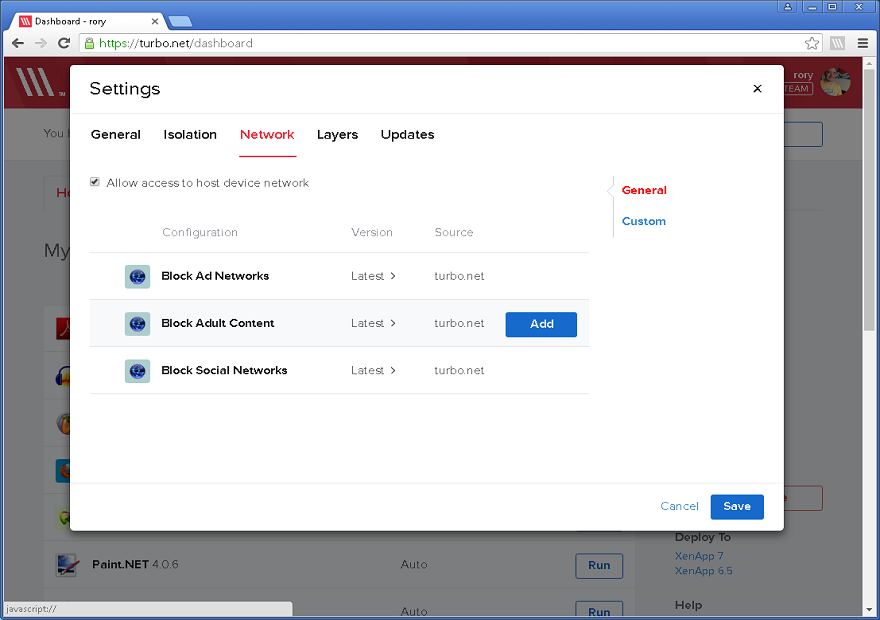 Dashboard - rory
https://turbo.net/dashboard
TM
rory
TEAM
You
Settings
General Isolation Network Layers Updates
Allow access to host device network
General
Custom
Configuration Version Source
My
Block Ad Networks Latest turbo.net
Block Adult Content Latest turbo.net Add
Block Social Networks Latest turbo.net
Cancel Save
Deploy To
Paint.NET 4.0.6 Auto Run
XenApp 7
XenApp 6.5
Help
javascript://
Auto Run